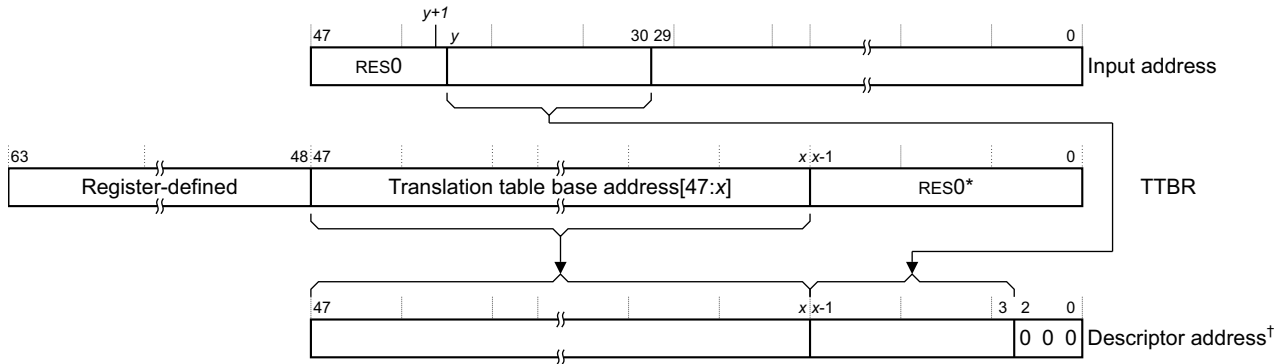 y+1
47 y 30 29 0
RES0 Input address
63 48 47 x x-1 0
Register-defined Translation table base address[47:x] RES0* TTBR
47 x x-1 3 2 0
0 0 0 Descriptor address†